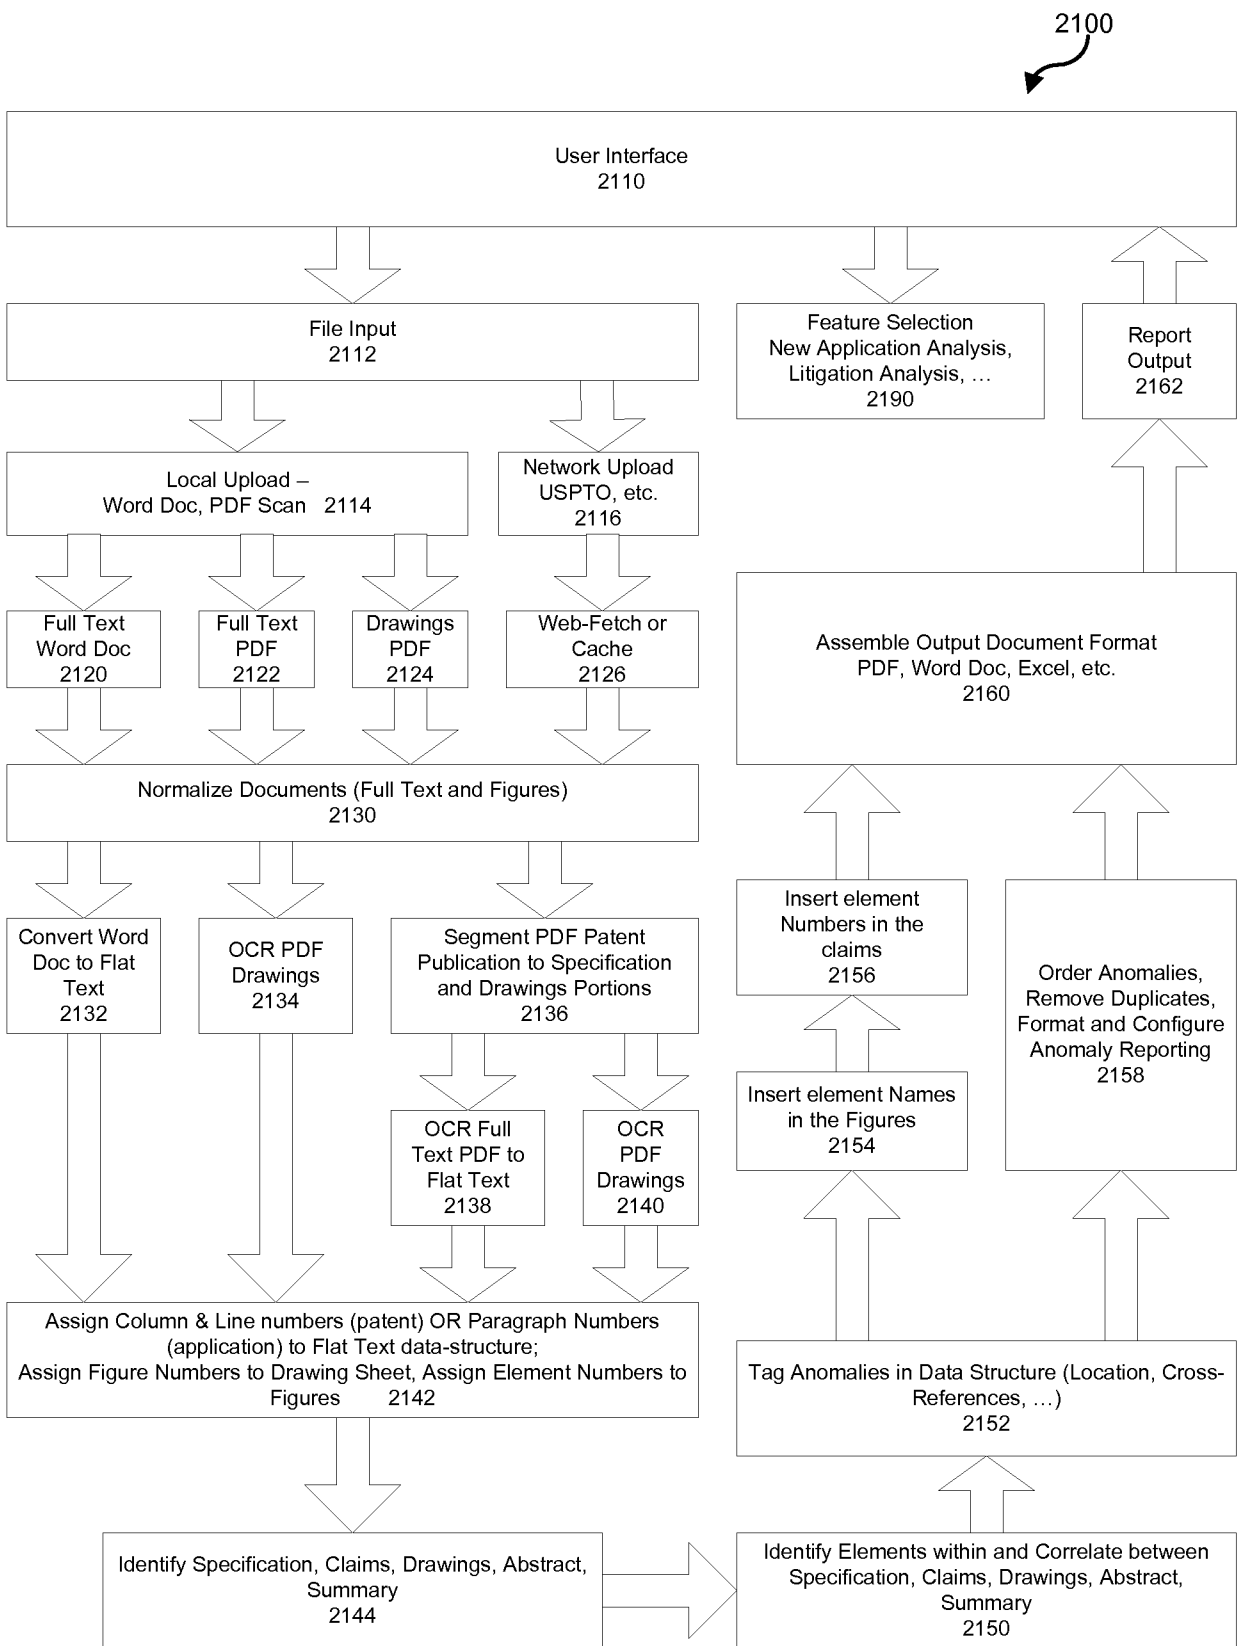 2100
User Interface
2110
File Input
2112
Feature Selection
New Application Analysis,
Litigation Analysis, …
2190
Report
Output
2162
Local Upload –
Word Doc, PDF Scan 2114
Network Upload
USPTO, etc.
2116
Full Text
Word Doc
2120
Full Text
PDF
2122
Drawings
PDF
2124
Web-Fetch or
Cache
2126
Assemble Output Document Format
PDF, Word Doc, Excel, etc.
2160
Normalize Documents (Full Text and Figures)
2130
Convert Word
Doc to Flat
Text
2132
OCR PDF
Drawings
2134
Segment PDF Patent
Publication to Specification
and Drawings Portions
2136
Insert element
Numbers in the
claims
2156
Order Anomalies,
Remove Duplicates,
Format and Configure
Anomaly Reporting
2158
Insert element Names
in the Figures
2154
OCR Full
Text PDF to
Flat Text
2138
OCR
PDF
Drawings
2140
Assign Column & Line numbers (patent) OR Paragraph Numbers
(application) to Flat Text data-structure;
Assign Figure Numbers to Drawing Sheet, Assign Element Numbers to
Figures 2142
Tag Anomalies in Data Structure (Location, Cross-
References, …)
2152
Identify Specification, Claims, Drawings, Abstract,
Summary
2144
Identify Elements within and Correlate between
Specification, Claims, Drawings, Abstract,
Summary
2150